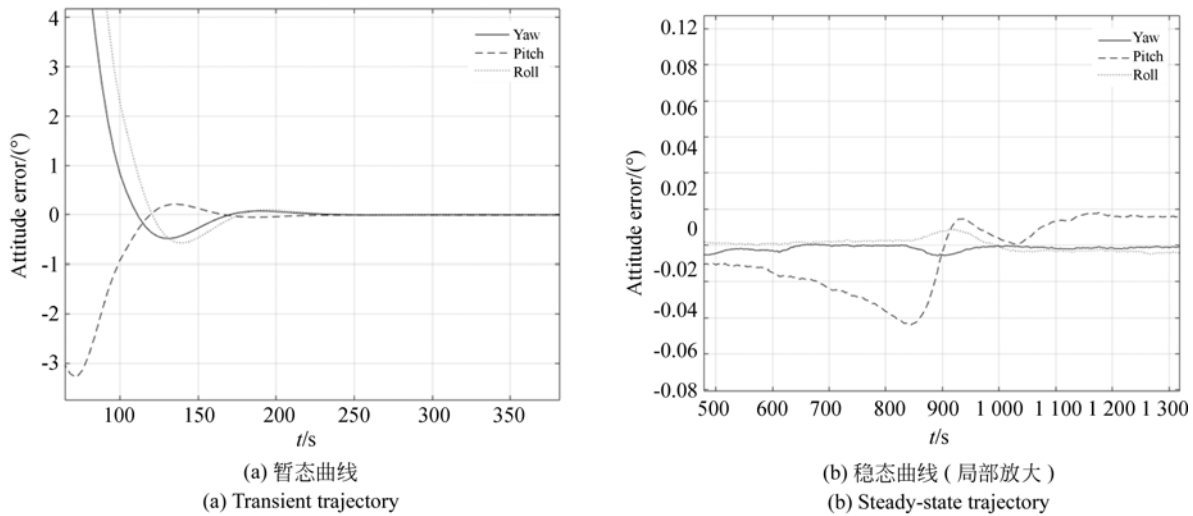 4
3
2
1
0
-1
-2
-3
Attitude error/(°)
Yaw
Pitch
Roll
100 150 200 250 300 350
t/s
(a) 暂态曲线
(a) Transient trajectory
0.12
0.08
0.06
0.04
0.02
0
-0.02
-0.04
-0.06
-0.08
Attitude error/(°)
Yaw
Pitch
Roll
500 600 700 800 900 1 000 1 100 1 200 1 300
t/s
(b) 稳态曲线 ( 局部放大 )
(b) Steady-state trajectory